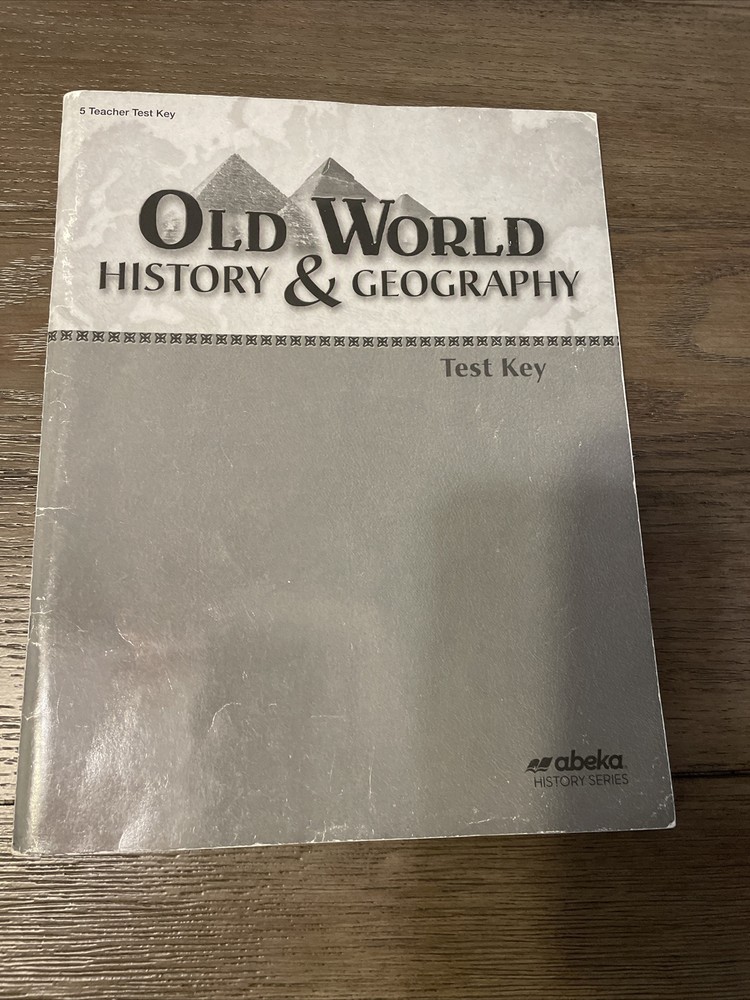 5 Teacher Test Key
OLD WORLD
HISTORY & GEOGRAPHY
Test Key
abeka
HISTORY SERIES